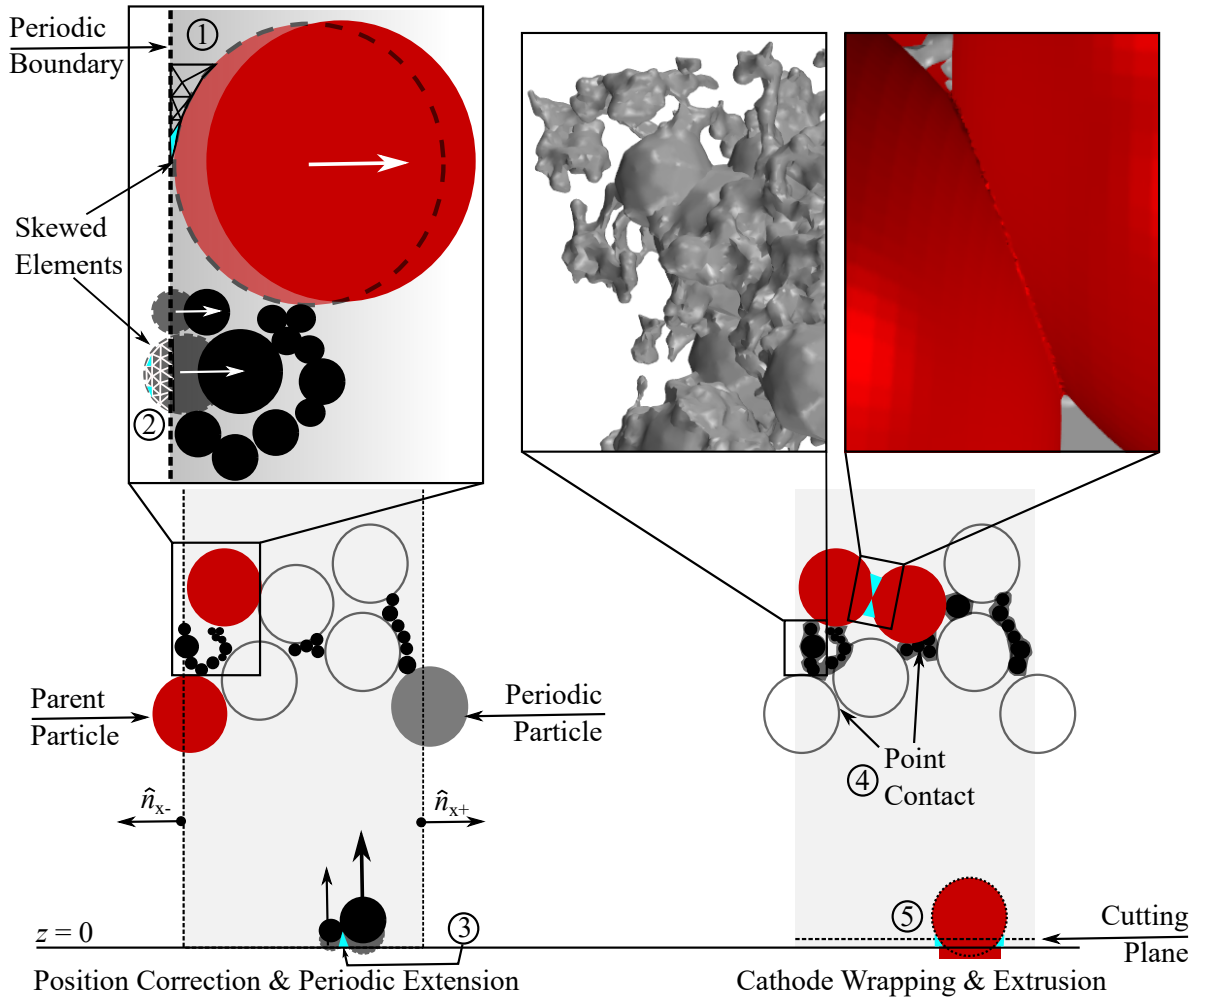 Periodic
Boundary
①
Skewed
Elements
②
Parent
Particle
Periodic
Particle
n̂x-
n̂x+
z = 0
③
Position Correction & Periodic Extension
④
Point
Contact
⑤
Cutting
Plane
Cathode Wrapping & Extrusion